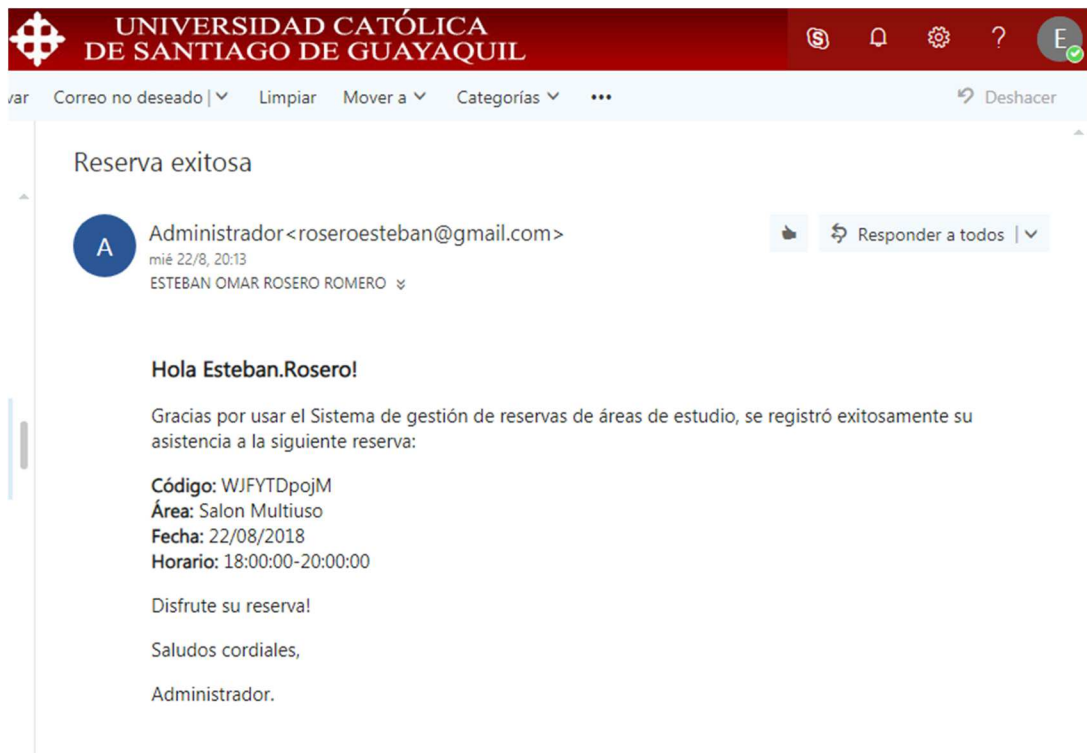 UNIVERSIDAD CATÓLICA
DE SANTIAGO DE GUAYAQUIL
S ? E
var Correo no deseado | Limpiar Mover a Categorías ••• Deshacer
Reserva exitosa
A
Administrador<roseroesteban@gmail.com>
mié 22/8, 20:13
ESTEBAN OMAR ROSERO ROMERO
Responder a todos |
Hola Esteban.Rosero!
Gracias por usar el Sistema de gestión de reservas de áreas de estudio, se registró exitosamente su
asistencia a la siguiente reserva:
Código: WJFYTDpojM
Área: Salon Multiuso
Fecha: 22/08/2018
Horario: 18:00:00-20:00:00
Disfrute su reserva!
Saludos cordiales,
Administrador.